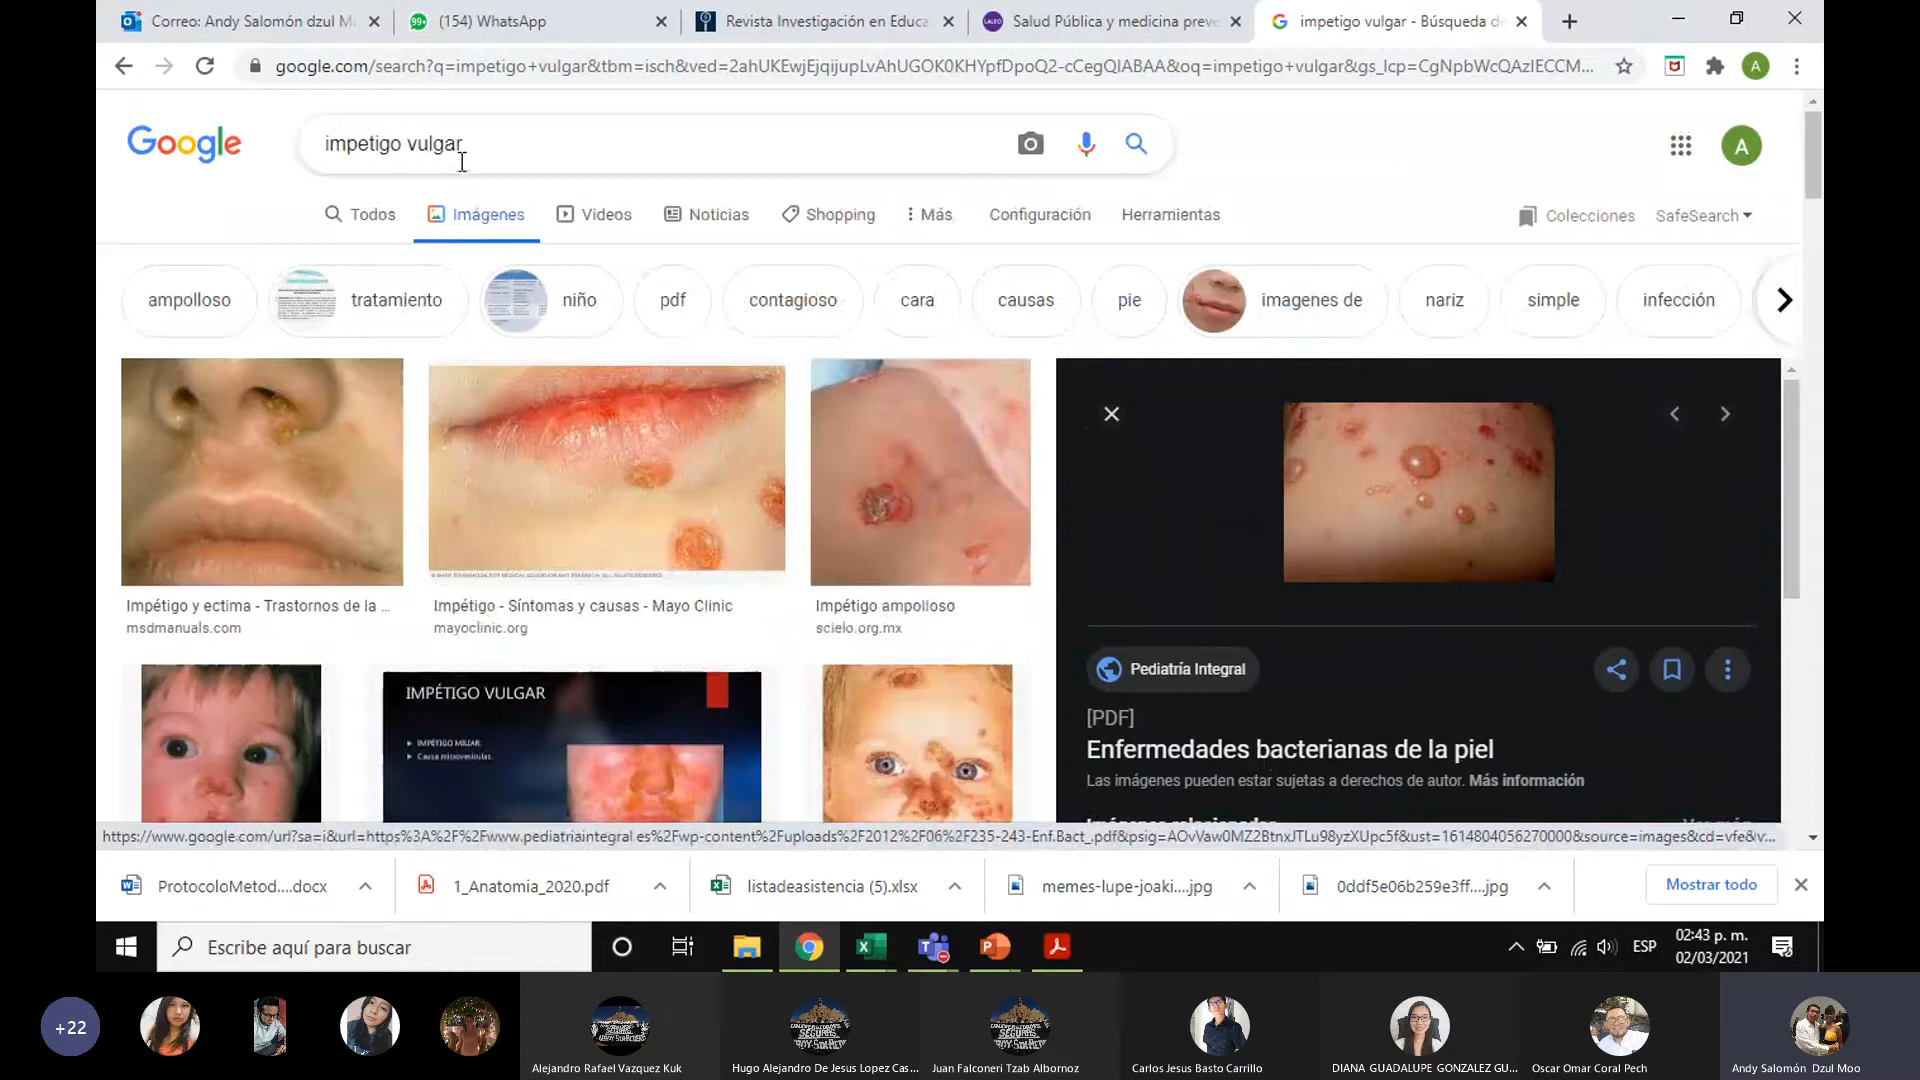 Correo: Andy Salomón dzul M
(154) WhatsApp
Revista Investigación en Educa
Salud Pública y medicina preve
impetigo vulgar - Búsqueda de
google.com/search?q=impetigo+vulgar&tbm=isch&ved=2ahUKEwjEjqijupLvAhUGOK0KHYpfDpoQ2-cCegQIABAA&oq=impetigo+vulgar&gs_lcp=CgNpbWcQAzIECCM...
A
Google
impetigo vulgar
A
Todos
Imágenes
Videos
Noticias
Shopping
Más
Configuración
Herramientas
Colecciones
SafeSearch
ampolloso
tratamiento
niño
pdf
contagioso
cara
causas
pie
imagenes de
nariz
simple
infección
Impétigo y ectima - Trastornos de la ...
msdmanuals.com
Impétigo - Síntomas y causas - Mayo Clinic
mayoclinic.org
Impétigo ampolloso
scielo.org.mx
IMPÉTIGO VULGAR
IMPÉTIGO MILIAR:
Causa microvesículas.
Pediatría Integral
[PDF]
Enfermedades bacterianas de la piel
Las imágenes pueden estar sujetas a derechos de autor. Más información
Imágenes relacionadas
Ver más
https://www.google.com/url?sa=i&url=https%3A%2F%2Fwww.pediatriaintegral.es%2Fwp-content%2Fuploads%2F2012%2F06%2F235-243-Enf.Bact_.pdf&psig=AOvVaw0MZ2BtnxJTLu98yzXUpc5f&ust=1614804056270000&source=images&cd=vfe&v...
ProtocoloMetod....docx
1_Anatomia_2020.pdf
listadeasistencia (5).xlsx
memes-lupe-joaki....jpg
0ddf5e06b259e3ff....jpg
Mostrar todo
Escribe aquí para buscar
ESP
02:43 p. m.
02/03/2021
+22
Alejandro Rafael Vazquez Kuk
Hugo Alejandro De Jesus Lopez Cas...
Juan Falconeri Tzab Albornoz
Carlos Jesus Basto Carrillo
DIANA GUADALUPE GONZALEZ GU...
Oscar Omar Coral Pech
Andy Salomón Dzul Moo